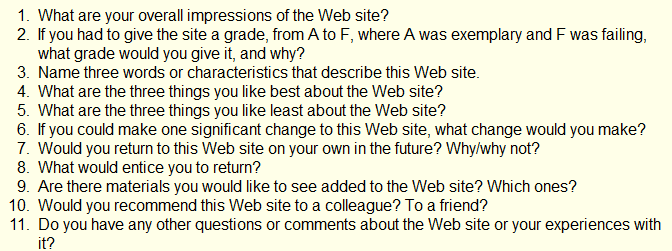 1. What are your overall impressions of the Web site?
2. If you had to give the site a grade, from A to F, where A was exemplary and F was failing,
what grade would you give it, and why?
3. Name three words or characteristics that describe this Web site.
4. What are the three things you like best about the Web site?
5. What are the three things you like least about the Web site?
6. If you could make one significant change to this Web site, what change would you make?
7. Would you return to this Web site on your own in the future? Why/why not?
8. What would entice you to return?
9. Are there materials you would like to see added to the Web site? Which ones?
10. Would you recommend this Web site to a colleague? To a friend?
11. Do you have any other questions or comments about the Web site or your experiences with
it?